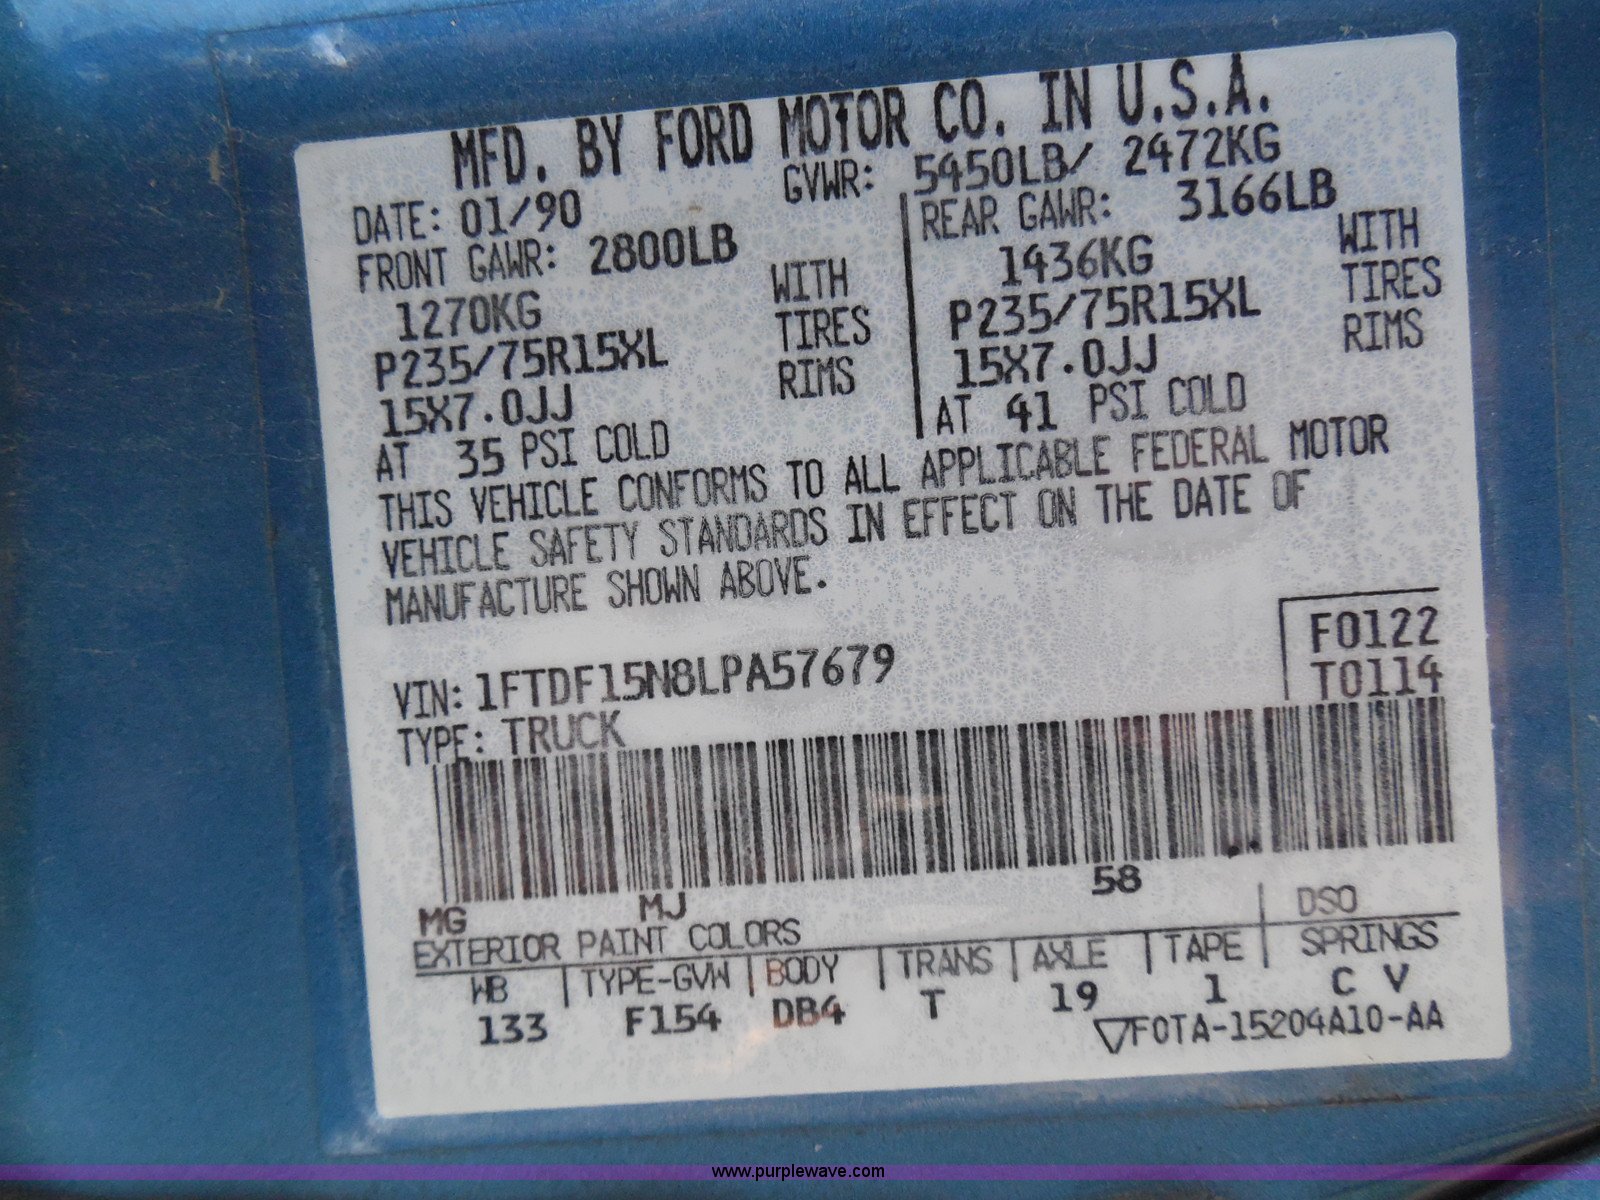 MFD. BY FORD MOTOR CO. IN U.S.A.
DATE: 01/90 GVWR: 5450LB/ 2472KG
FRONT GAWR: 2800LB
1270KG WITH
P235/75R15XL TIRES
15X7.0JJ RIMS
AT 35 PSI COLD
REAR GAWR: 3166LB
1436KG WITH
P235/75R15XL TIRES
15X7.0JJ RIMS
AT 41 PSI COLD
THIS VEHICLE CONFORMS TO ALL APPLICABLE FEDERAL MOTOR
VEHICLE SAFETY STANDARDS IN EFFECT ON THE DATE OF
MANUFACTURE SHOWN ABOVE.
F0122
VIN: 1FTDF15N8LPA57679 T0114
TYPE: TRUCK
58
MG MJ DSO
EXTERIOR PAINT COLORS
WB TYPE-GVW BODY TRANS AXLE TAPE SPRINGS
133 F154 DB4 T 19 1 C V
▽F0TA-15204A10-AA
www.purplewave.com